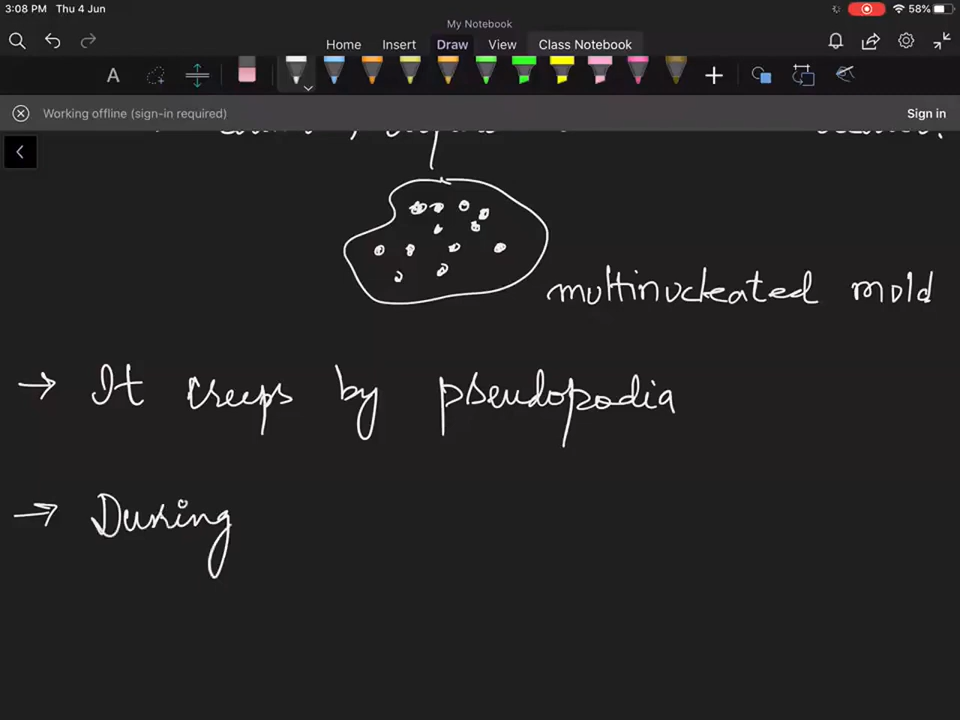 3:08 PM Thu 4 Jun
58%
My Notebook
Home Insert Draw View Class Notebook
A
Working offline (sign-in required) Sign in
multinucleated mold
→ It creeps by pseudopodia
→ During